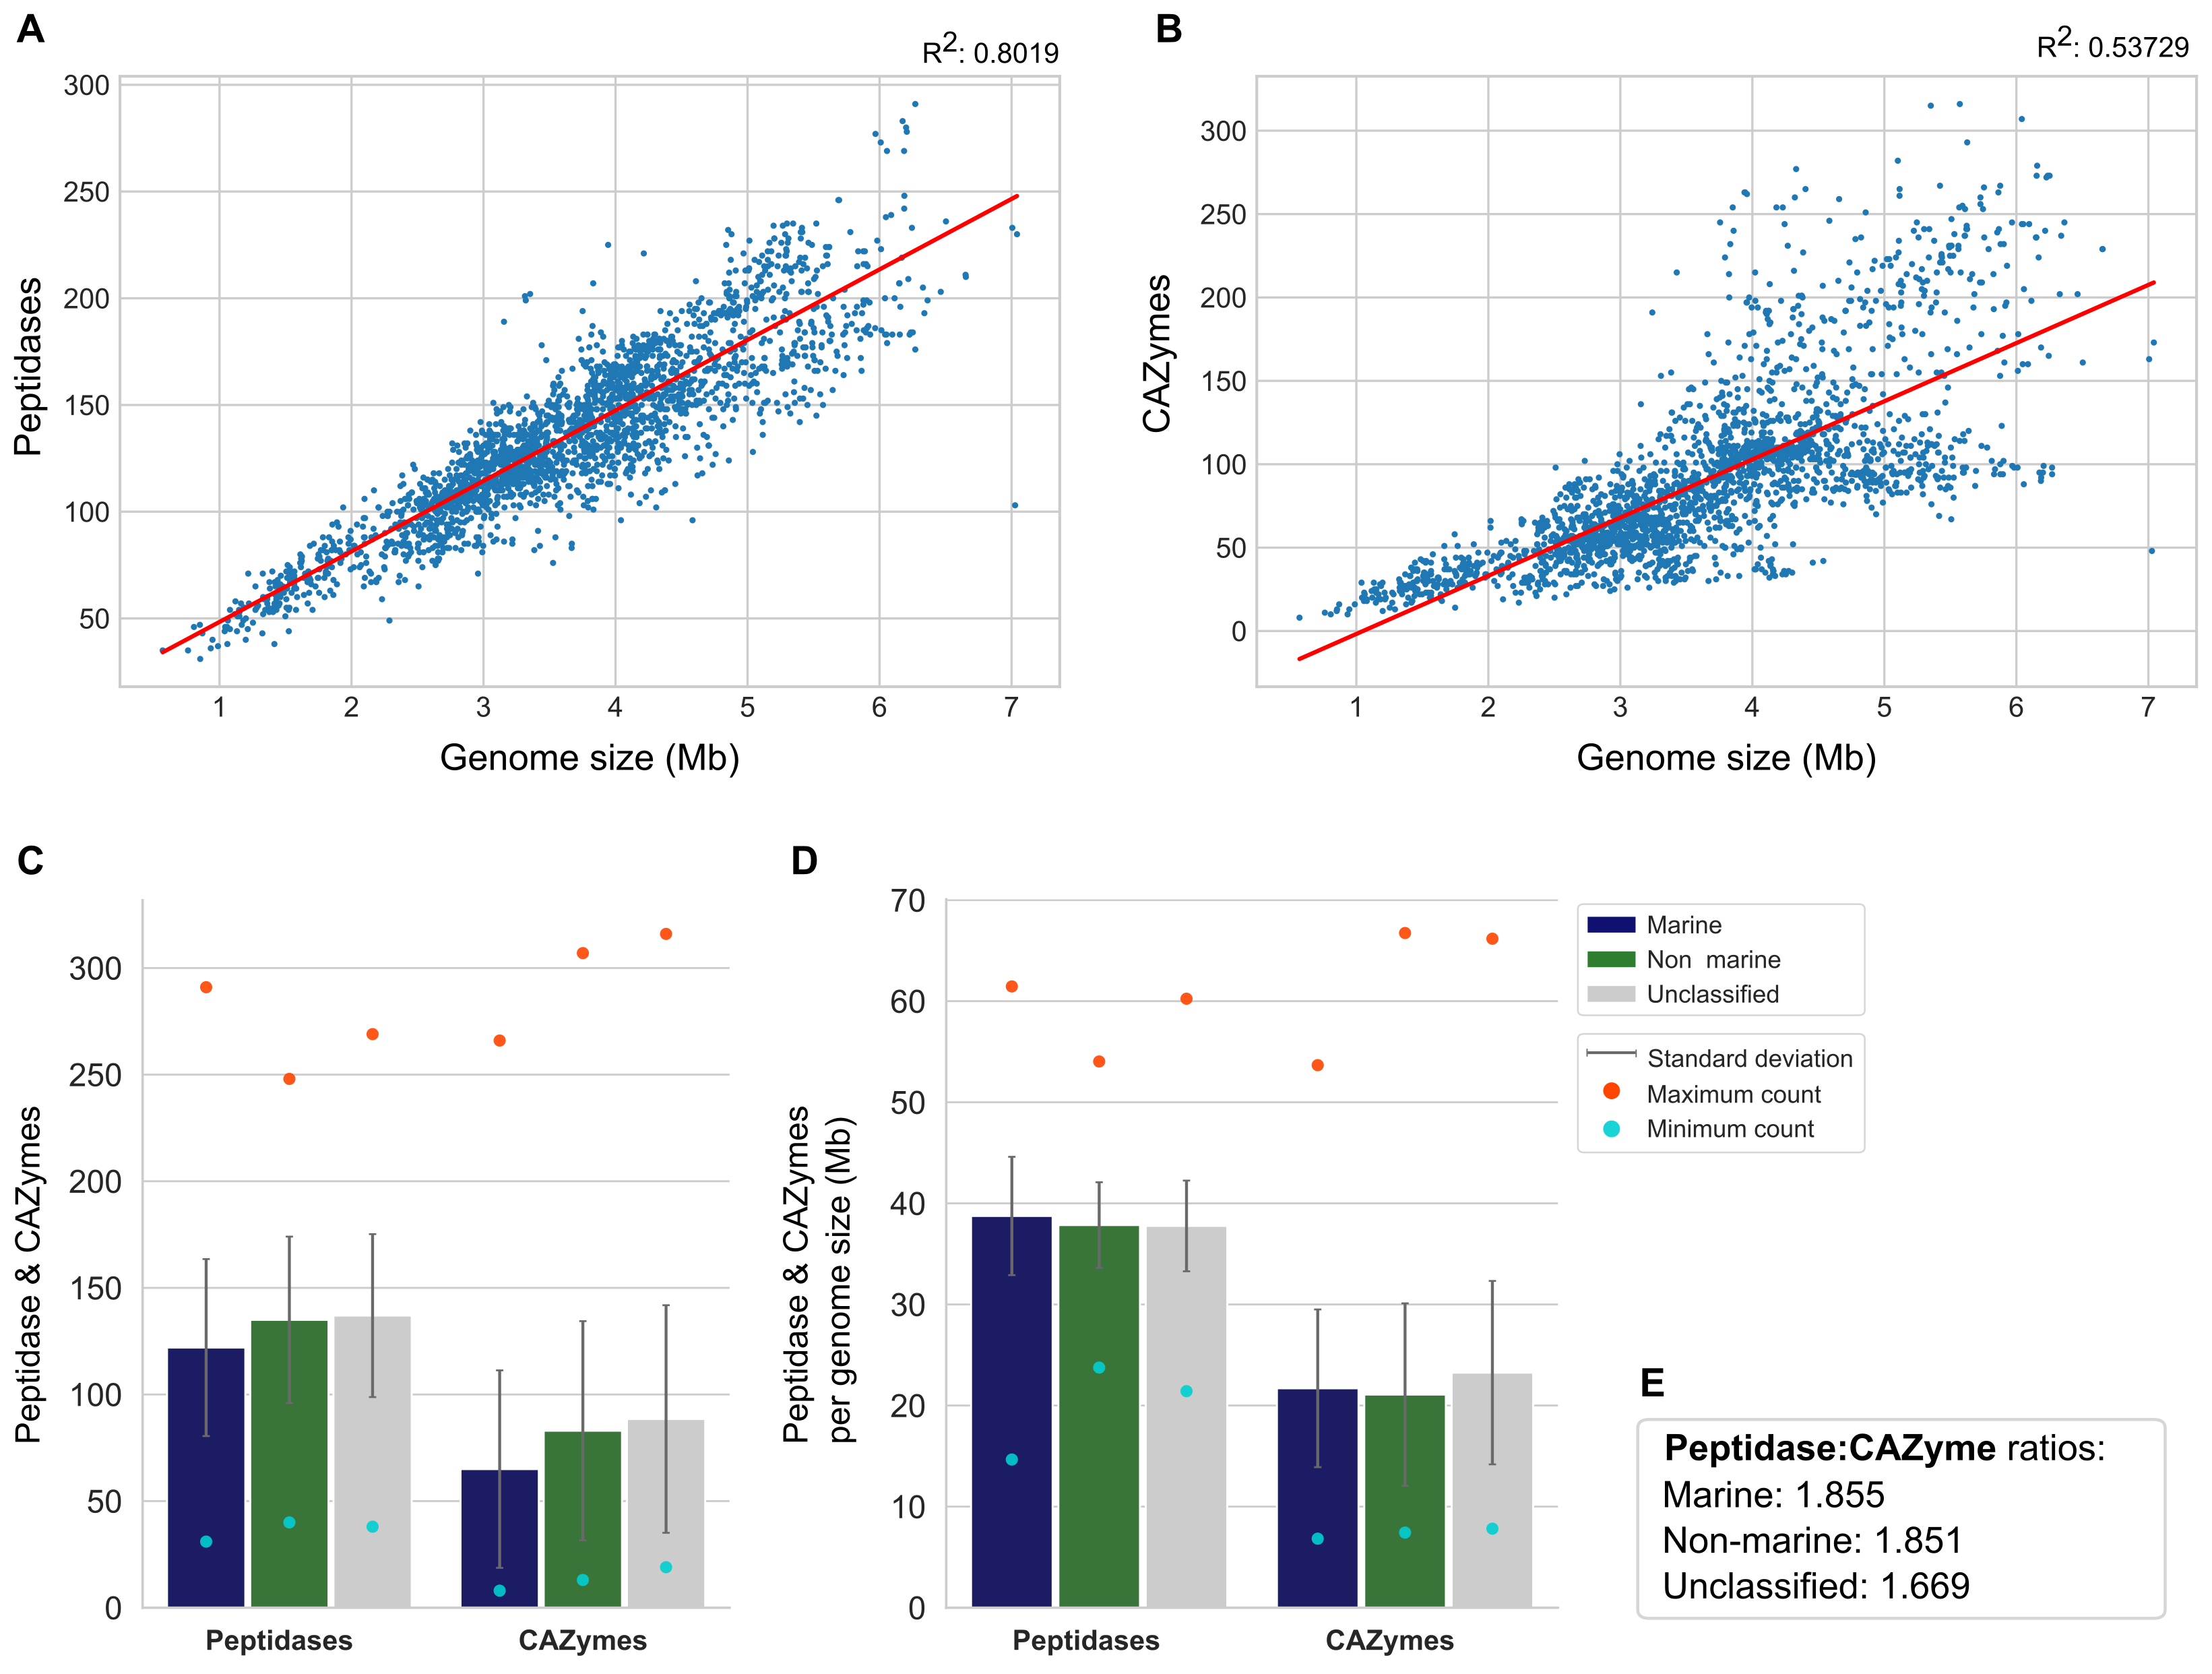 A
R2: 0.8019
Peptidases
300
250
200
150
100
50
1 2 3 4 5 6 7
Genome size (Mb)
B
R2: 0.53729
CAZymes
300
250
200
150
100
50
0
1 2 3 4 5 6 7
Genome size (Mb)
C
Peptidase & CAZymes
300
250
200
150
100
50
0
Peptidases CAZymes
D
Peptidase & CAZymes
per genome size (Mb)
70
60
50
40
30
20
10
0
Peptidases CAZymes
Marine
Non marine
Unclassified
Standard deviation
Maximum count
Minimum count
E
Peptidase:CAZyme ratios:
Marine: 1.855
Non-marine: 1.851
Unclassified: 1.669